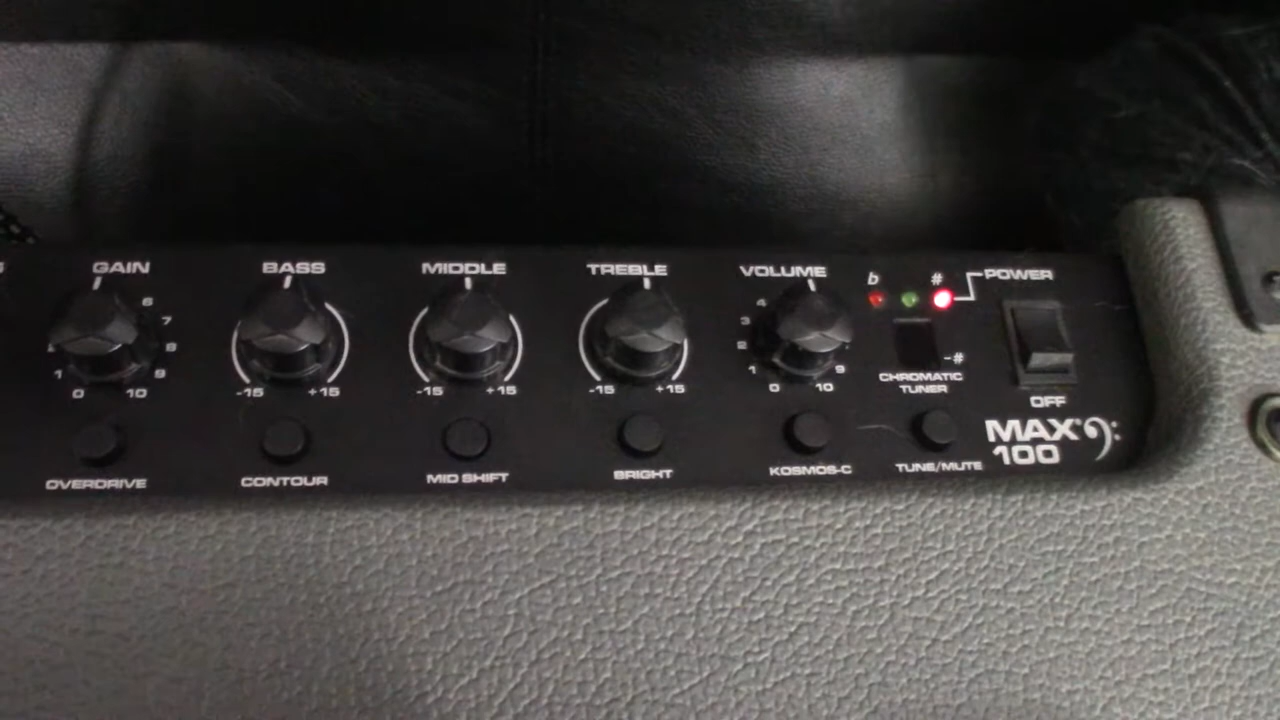 GAIN
BASS
MIDDLE
TREBLE
VOLUME
b
#
POWER
6
7
8
9
10
0
1
-15
+15
-15
+15
-15
+15
4
3
2
1
0
10
9
-#
CHROMATIC
TUNER
OFF
MAX
100
OVERDRIVE
CONTOUR
MID SHIFT
BRIGHT
KOSMOS-C
TUNE/MUTE